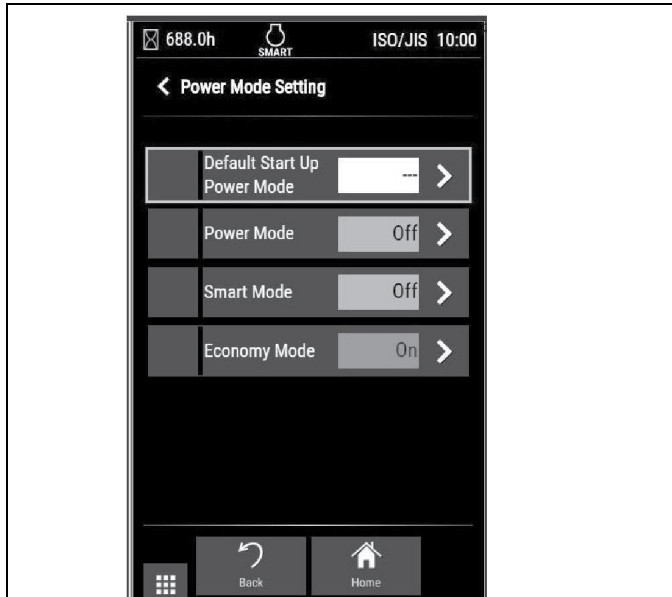 688.0h
SMART
ISO/JIS 10:00
Power Mode Setting
Default Start Up
Power Mode
---
Power Mode
Off
Smart Mode
Off
Economy Mode
On
Back
Home